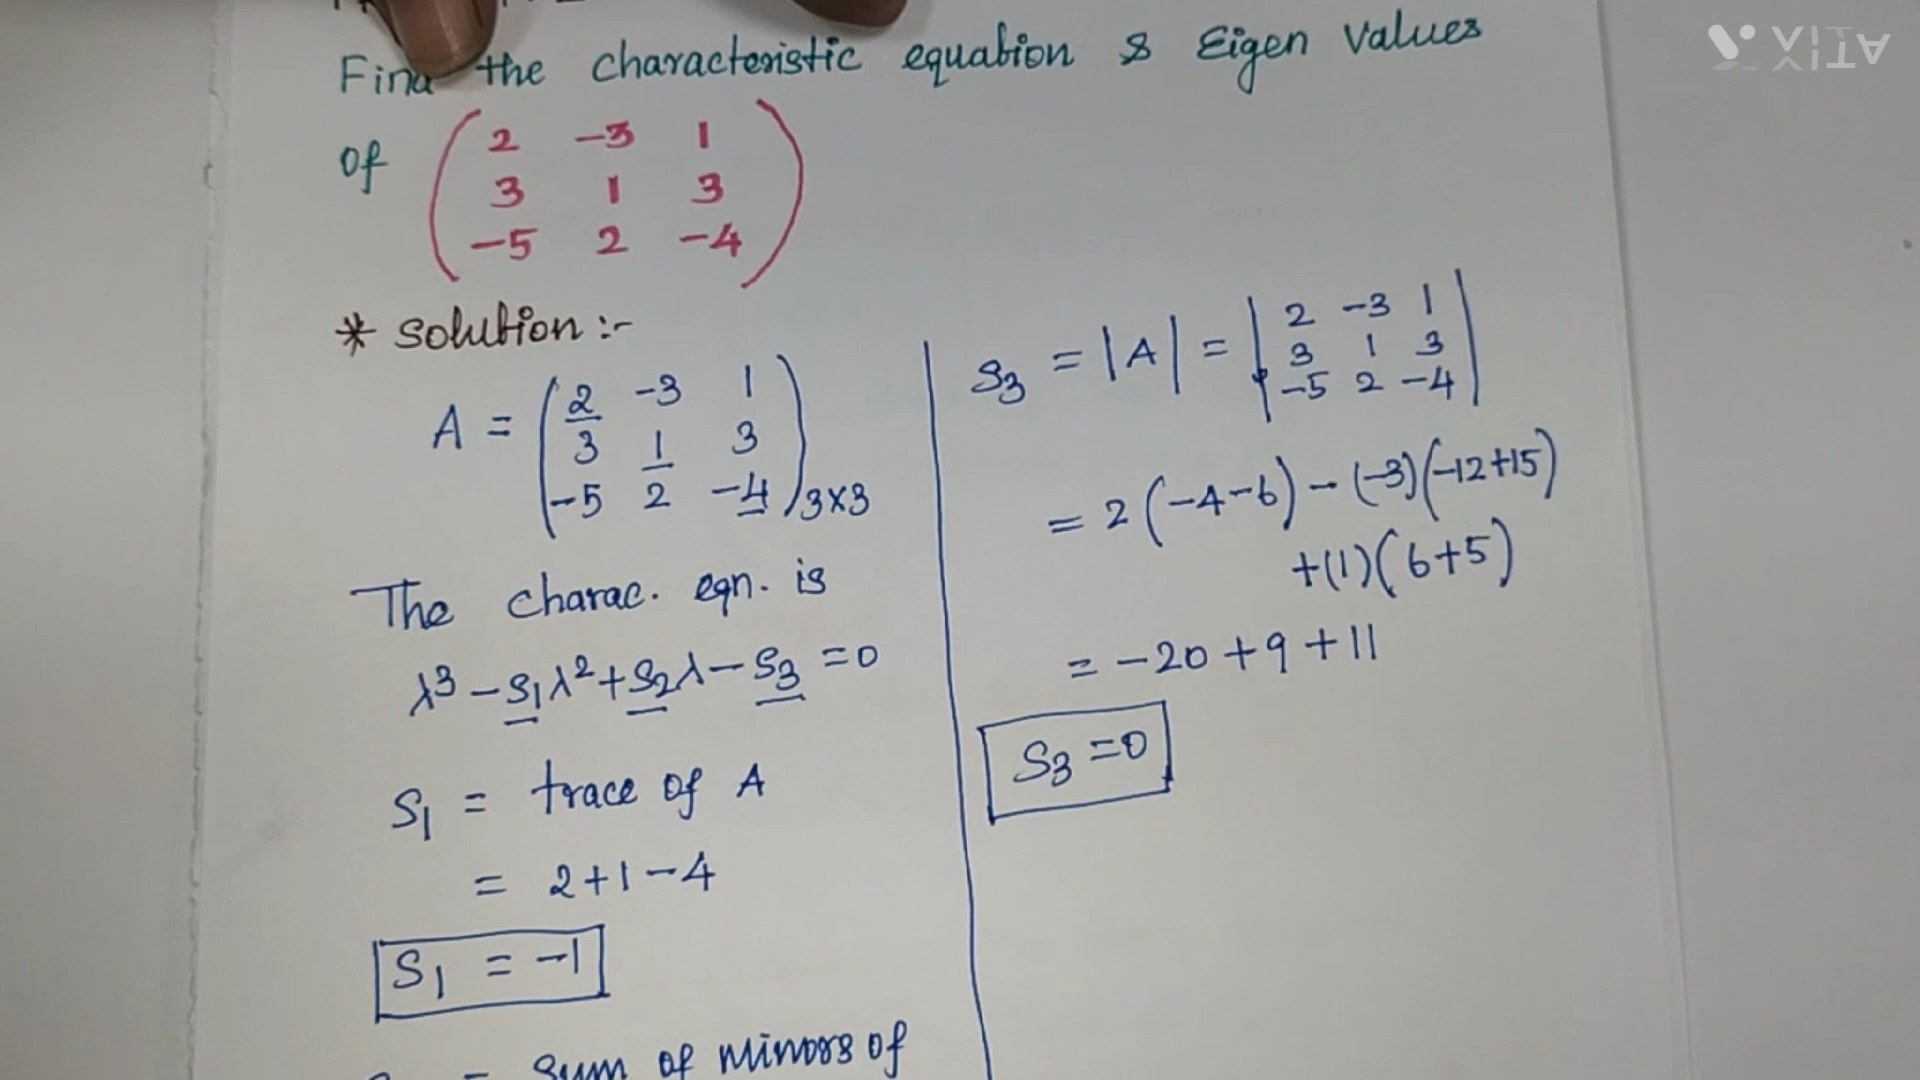 Find the characteristic equation & Eigen values
of
2 -3 1
3 1 3
-5 2 -4
* Solution :-
A = 2 -3 1
3 1 3
-5 2 -4 3x3
The charac. eqn. is
λ³ - S₁λ² + S₂λ - S₃ = 0
S₁ = trace of A
= 2+1-4
S₁ = -1
= Sum of minors of
S₃ = |A| = 2 -3 1
3 1 3
-5 2 -4
= 2(-4-6) - (-3)(-12+15)
+(1)(6+5)
= -20+9+11
S₃ = 0